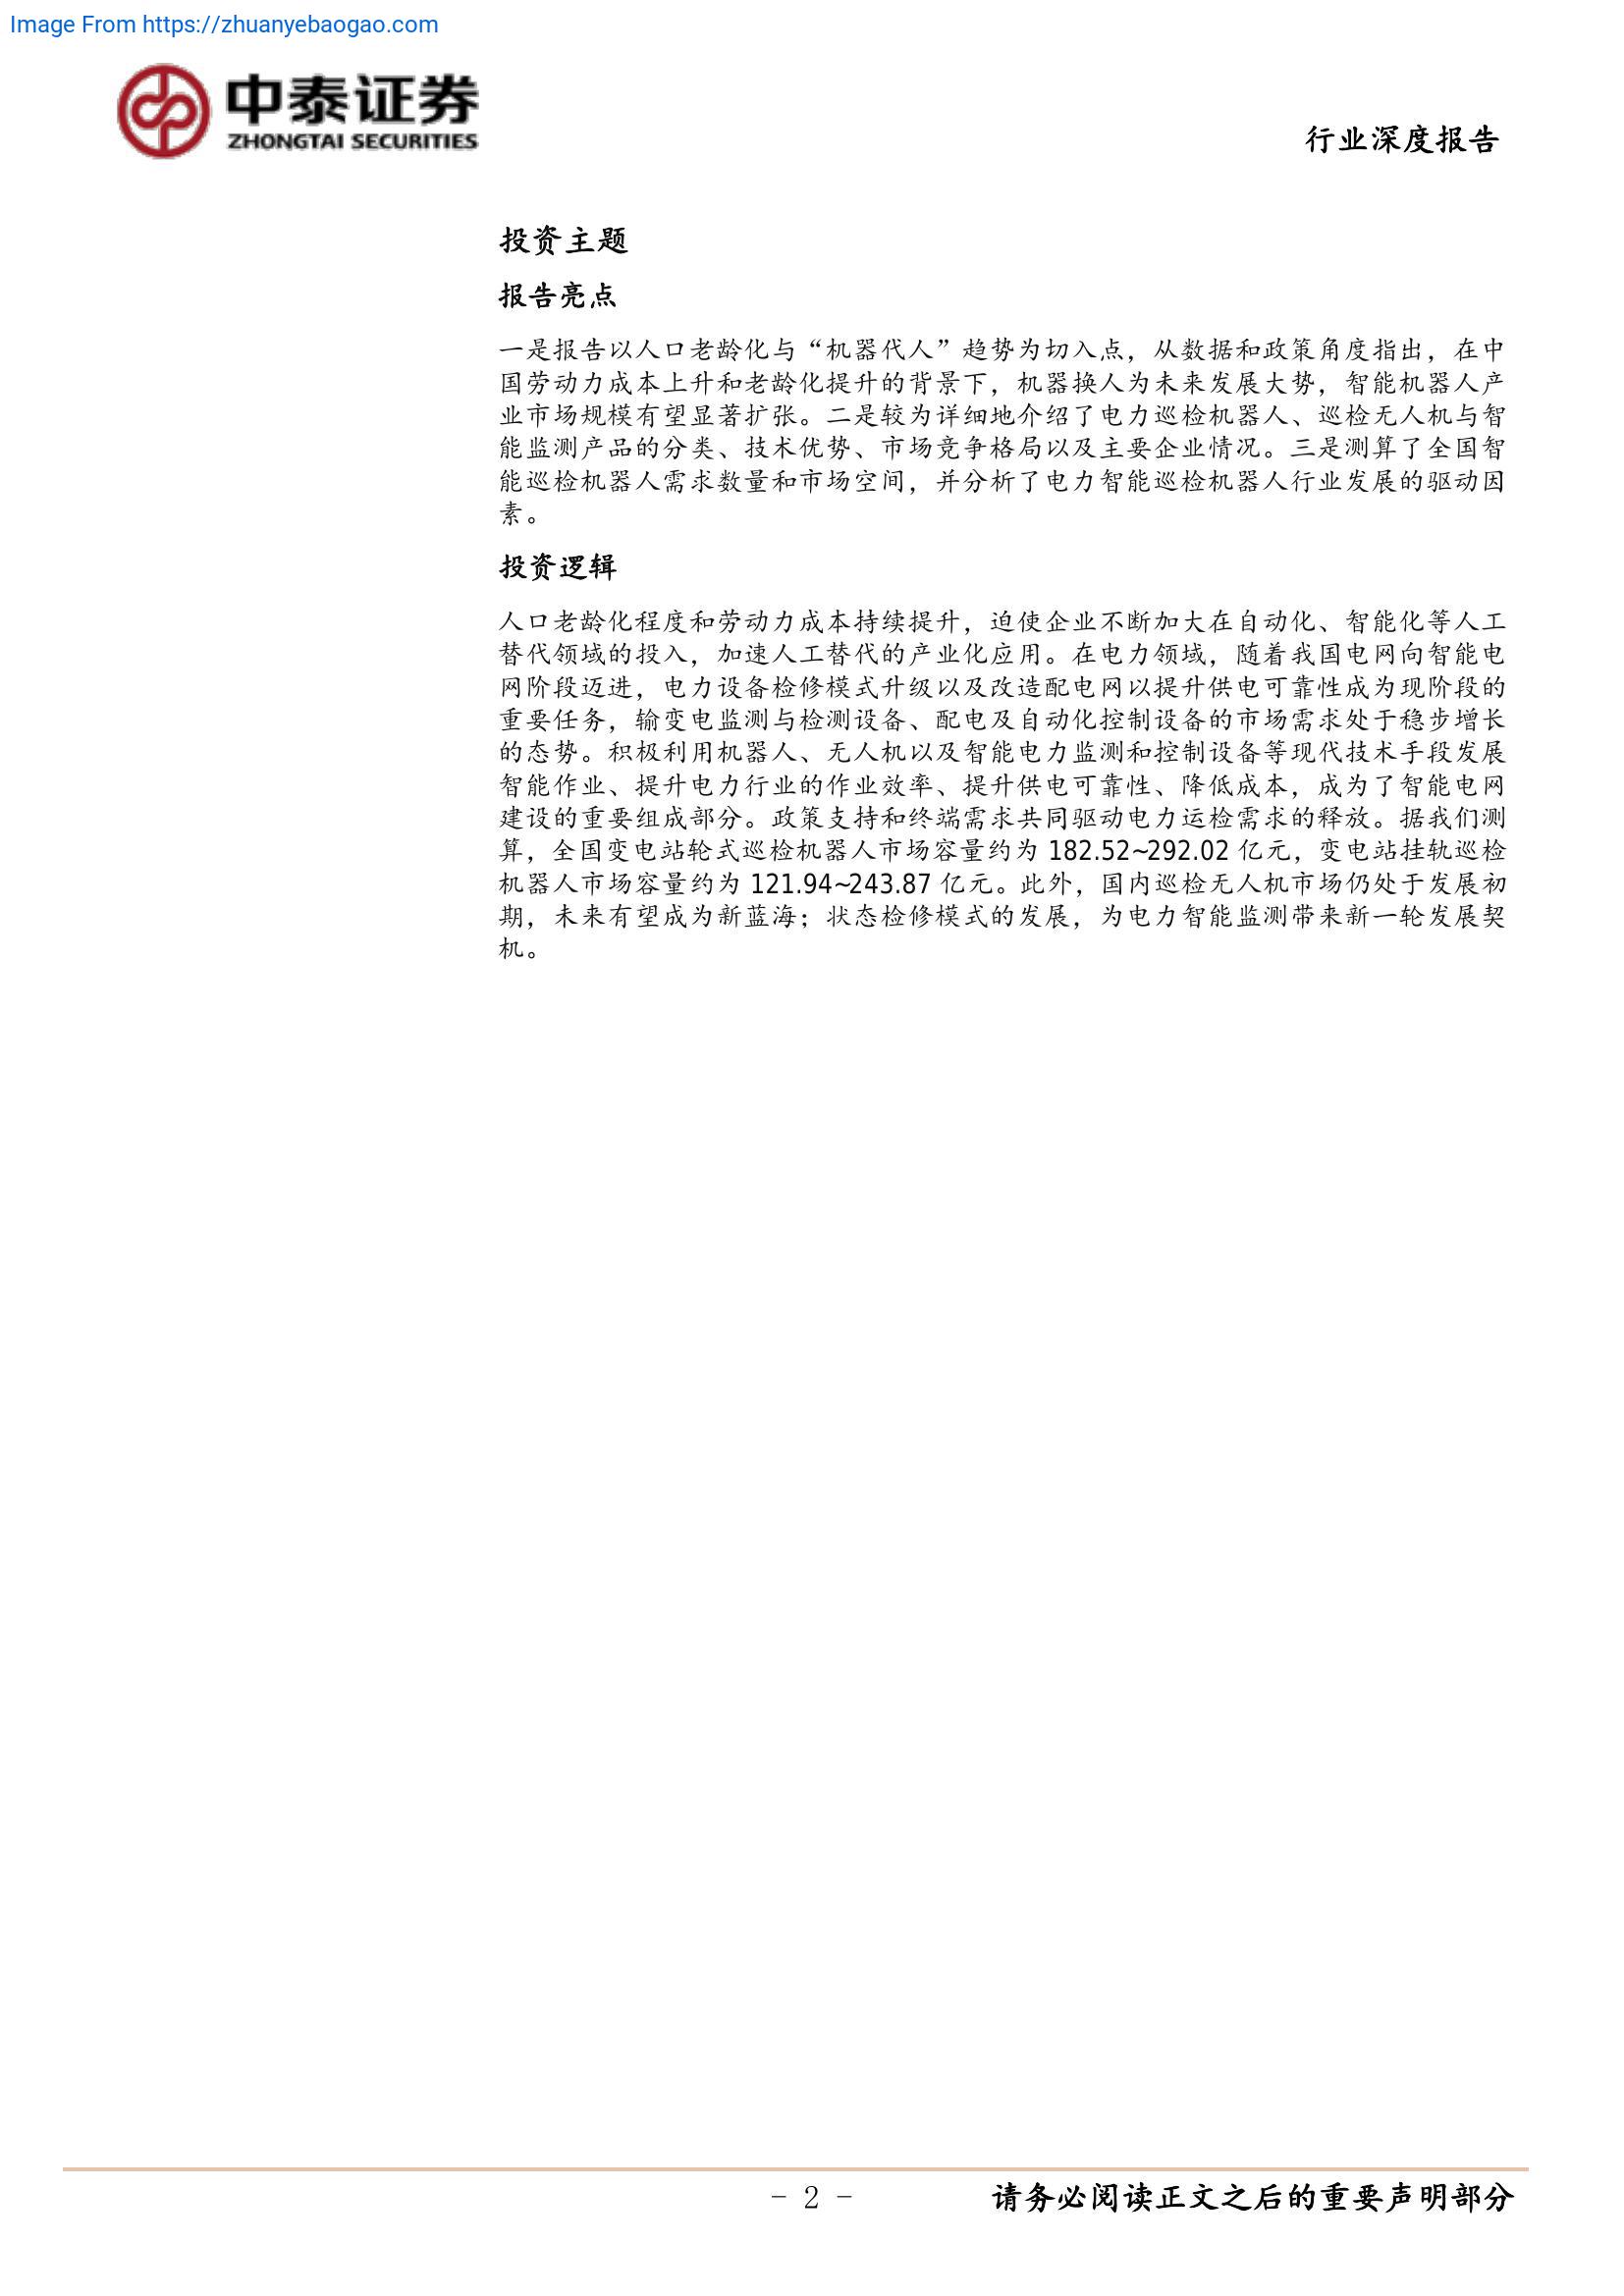 Image From https://zhuanyebaogao.com
中泰证券
ZHONGTAI SECURITIES
行业深度报告
投资主题
报告亮点
一是报告以人口老龄化与“机器代人”趋势为切入点，从数据和政策角度指出，在中
国劳动力成本上升和老龄化提升的背景下，机器换人为未来发展大势，智能机器人产
业市场规模有望显著扩张。二是较为详细地介绍了电力巡检机器人、巡检无人机与智
能监测产品的分类、技术优势、市场竞争格局以及主要企业情况。三是测算了全国智
能巡检机器人需求数量和市场空间，并分析了电力智能巡检机器人行业发展的驱动因
素。
投资逻辑
人口老龄化程度和劳动力成本持续提升，迫使企业不断加大在自动化、智能化等人工
替代领域的投入，加速人工替代的产业化应用。在电力领域，随着我国电网向智能电
网阶段迈进，电力设备检修模式升级以及改造配电网以提升供电可靠性成为现阶段的
重要任务，输变电监测与检测设备、配电及自动化控制设备的市场需求处于稳步增长
的态势。积极利用机器人、无人机以及智能电力监测和控制设备等现代技术手段发展
智能作业、提升电力行业的作业效率、提升供电可靠性、降低成本，成为了智能电网
建设的重要组成部分。政策支持和终端需求共同驱动电力运检需求的释放。据我们测
算，全国变电站轮式巡检机器人市场容量约为 182.52~292.02 亿元，变电站挂轨巡检
机器人市场容量约为 121.94~243.87 亿元。此外，国内巡检无人机市场仍处于发展初
期，未来有望成为新蓝海；状态检修模式的发展，为电力智能监测带来新一轮发展契
机。
- 2 -
请务必阅读正文之后的重要声明部分